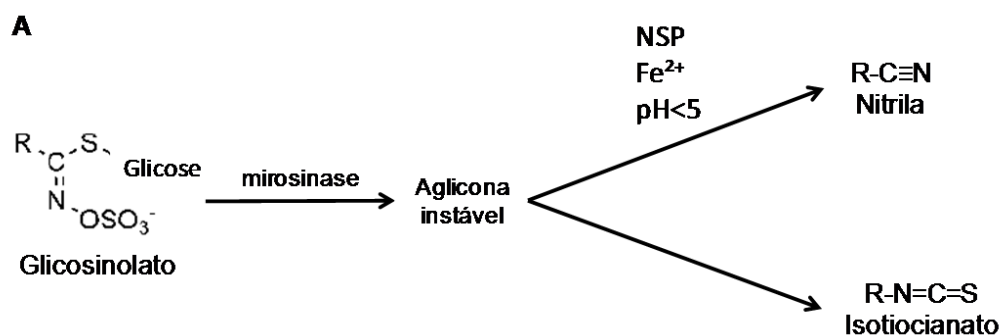 A
NSP
Fe²⁺
pH<5
R-C≡N
Nitrila
R
S
C
Glicose
N
OSO₃⁻
Glicosinolato
mirosinase
Aglicona
instável
R-N=C=S
Isotiocianato